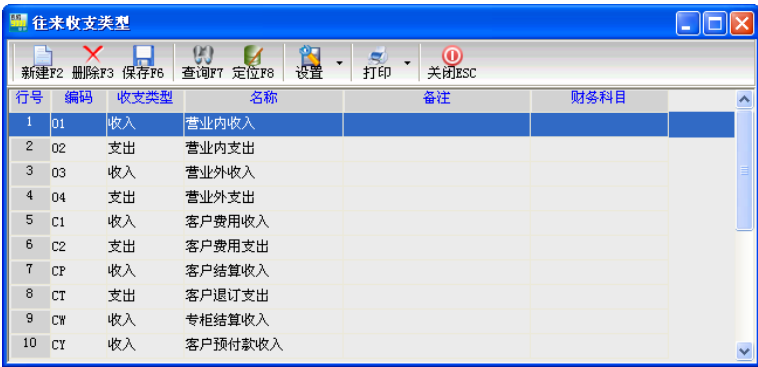 往来收支类型
新建F2 删除F3 保存F6 查询F7 定位F8 设置 打印 关闭ESC
行号 编码 收支类型 名称 备注 财务科目
1 01 收入 营业内收入
2 02 支出 营业内支出
3 03 收入 营业外收入
4 04 支出 营业外支出
5 C1 收入 客户费用收入
6 C2 支出 客户费用支出
7 CP 收入 客户结算收入
8 CT 支出 客户退订支出
9 CW 收入 专柜结算收入
10 CY 收入 客户预付款收入